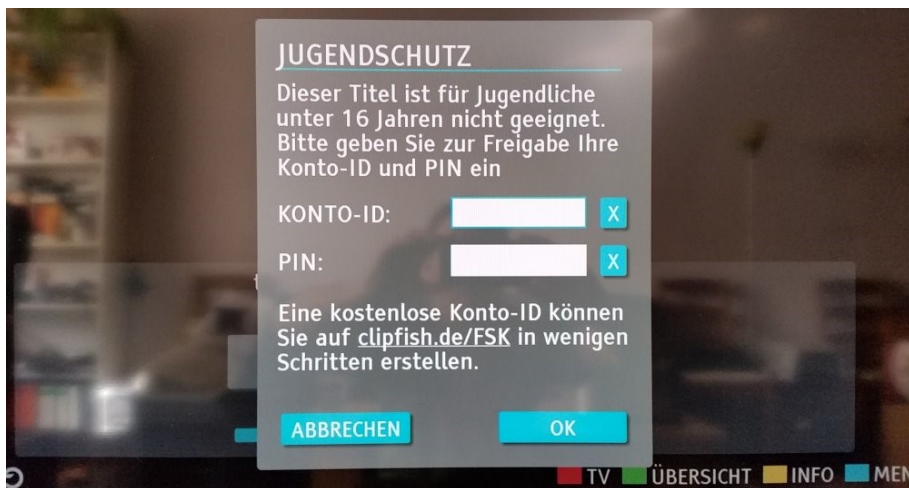 JUGENDSCHUTZ
Dieser Titel ist für Jugendliche
unter 16 Jahren nicht geeignet.
Bitte geben Sie zur Freigabe Ihre
Konto-ID und PIN ein
KONTO-ID:
X
PIN:
X
Eine kostenlose Konto-ID können
Sie auf clipfish.de/FSK in wenigen
Schritten erstellen.
ABBRECHEN OK
TV ÜBERSICHT INFO MEN